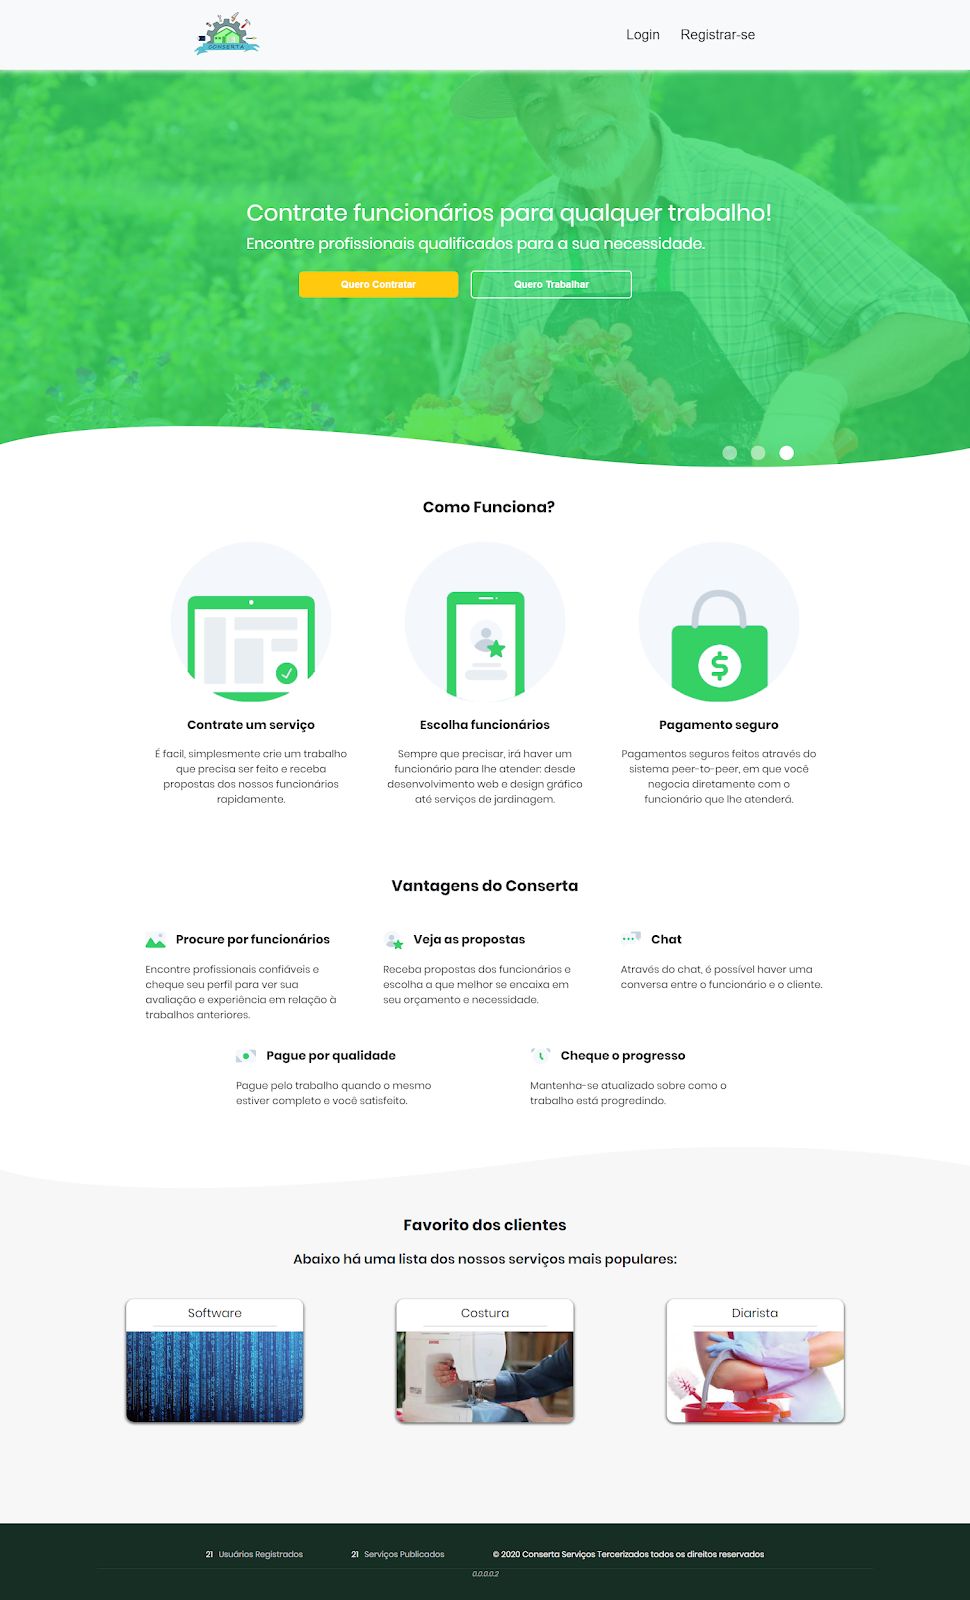 CONSERTA
Login Registrar-se
Contrate funcionários para qualquer trabalho!
Encontre profissionais qualificados para a sua necessidade.
Quero Contratar Quero Trabalhar
Como Funciona?
Contrate um serviço
É facil, simplesmente crie um trabalho
que precisa ser feito e receba
propostas dos nossos funcionários
rapidamente.
Escolha funcionários
Sempre que precisar, irá haver um
funcionário para lhe atender: desde
desenvolvimento web e design gráfico
até serviços de jardinagem.
Pagamento seguro
Pagamentos seguros feitos através do
sistema peer-to-peer, em que você
negocia diretamente com o
funcionário que lhe atenderá.
Vantagens do Conserta
Procure por funcionários
Encontre profissionais confiáveis e
cheque seu perfil para ver sua
avaliação e experiência em relação à
trabalhos anteriores.
Veja as propostas
Receba propostas dos funcionários e
escolha a que melhor se encaixa em
seu orçamento e necessidade.
Chat
Através do chat, é possível haver uma
conversa entre o funcionário e o cliente.
Pague por qualidade
Pague pelo trabalho quando o mesmo
estiver completo e você satisfeito.
Cheque o progresso
Mantenha-se atualizado sobre como o
trabalho está progredindo.
Favorito dos clientes
Abaixo há uma lista dos nossos serviços mais populares:
Software
Costura
Diarista
21 Usuários Registrados 21 Serviços Publicados © 2020 Conserta Serviços Tercerizados todos os direitos reservados
0.0.0.0.2